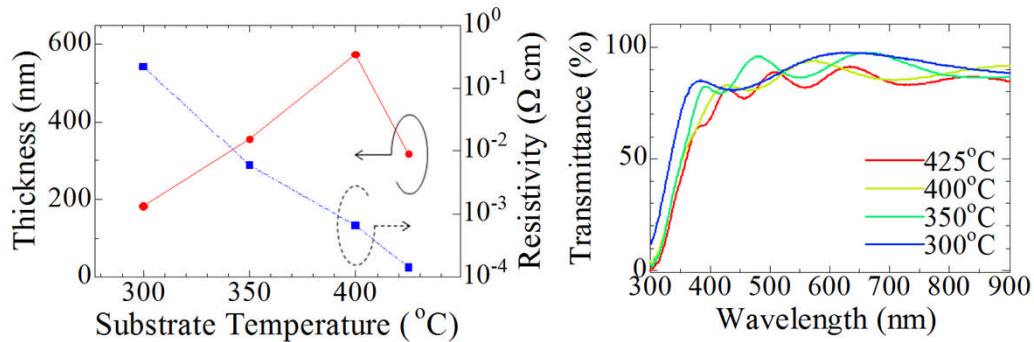 Thickness (nm)
600
400
200
0
300
350
400
Substrate Temperature (°C)
10⁰
10⁻¹
10⁻²
10⁻³
10⁻⁴
Resistivity (Ω cm)
Transmittance (%)
100
50
0
300
400
500
600
700
800
900
Wavelength (nm)
425°C
400°C
350°C
300°C